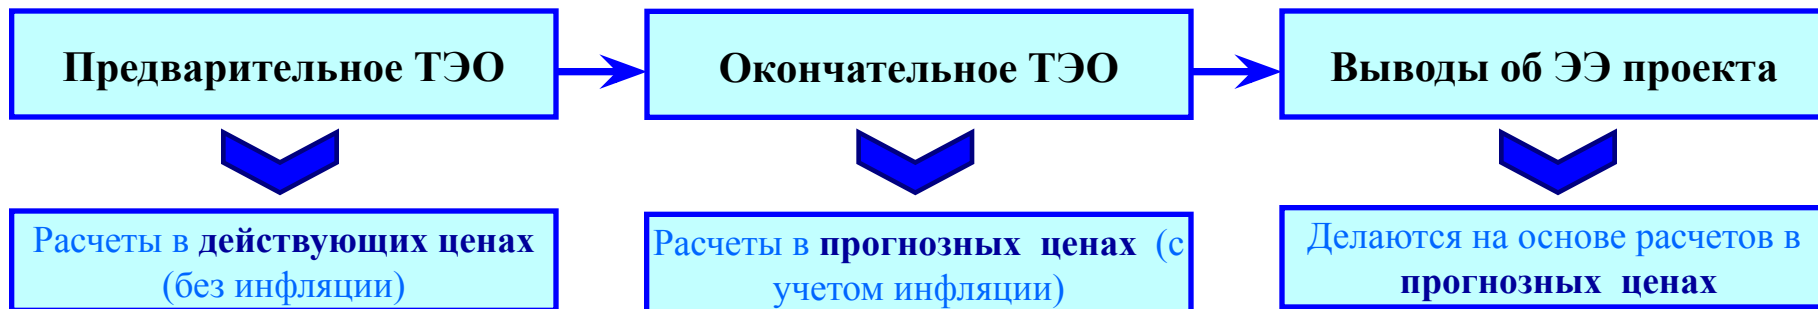 Предварительное ТЭО
Окончательное ТЭО
Выводы об ЭЭ проекта
Расчеты в действующих ценах
(без инфляции)
Расчеты в прогнозных ценах (с
учетом инфляции)
Делаются на основе расчетов в
прогнозных ценах